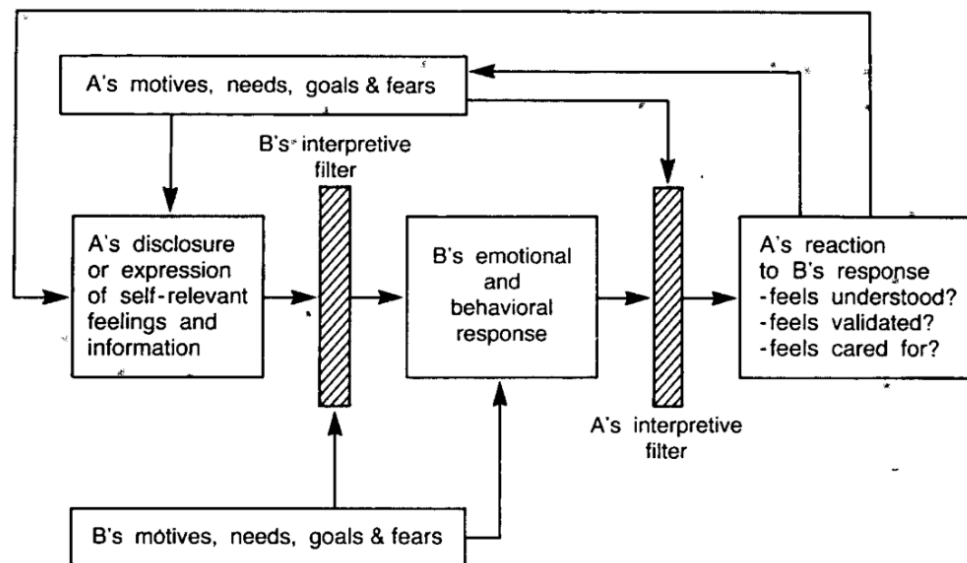 A's motives, needs, goals & fears
B's interpretive
filter
A's disclosure
or expression
of self-relevant
feelings and
information
B's emotional
and
behavioral
response
A's reaction
to B's response
-feels understood?
-feels validated?
-feels cared for?
A's interpretive
filter
B's motives, needs, goals & fears